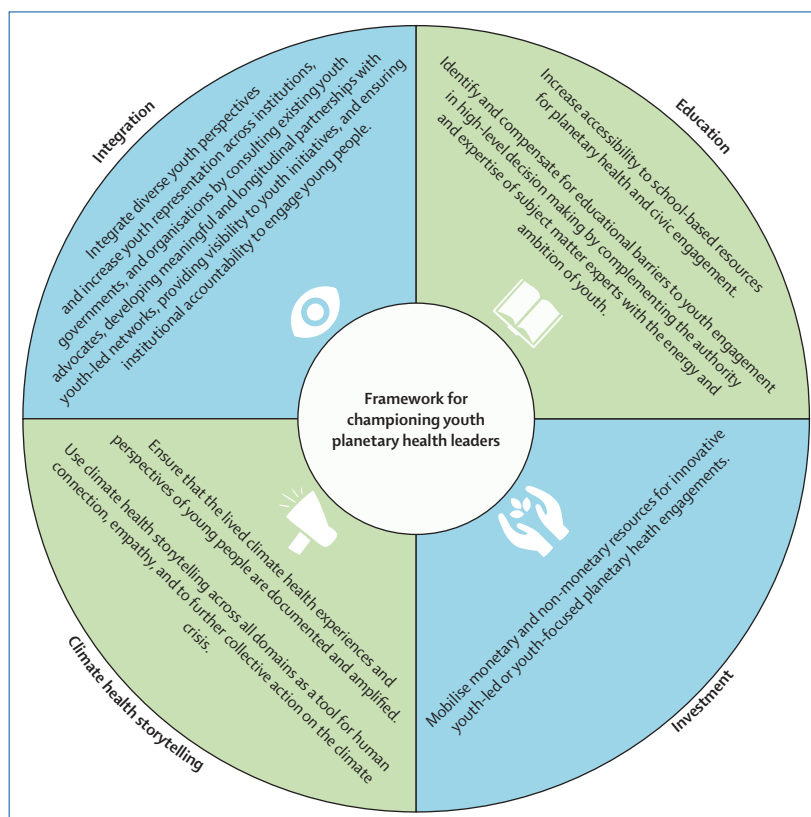 Integration
Integrate diverse youth perspectives
and increase youth representation across institutions,
governments, and organisations by consulting existing youth
advocates, developing meaningful and longitudinal partnerships with
youth-led networks, providing visibility to youth initiatives, and ensuring
institutional accountability to engage young people.
Education
Increase accessibility to school-based resources
for planetary health and civic engagement.
Identify and compensate for educational barriers to youth engagement
in high-level decision making by complementing the authority
and expertise of subject matter experts with the energy and
ambition of youth.
Framework for
championing youth
planetary health leaders
Climate health storytelling
Ensure that the lived climate health experiences and
perspectives of young people are documented and amplified.
Use climate health storytelling across all domains as a tool for human
connection, empathy, and to further collective action on the climate
crisis.
Investment
Mobilise monetary and non-monetary resources for innovative
youth-led or youth-focused planetary heath engagements.